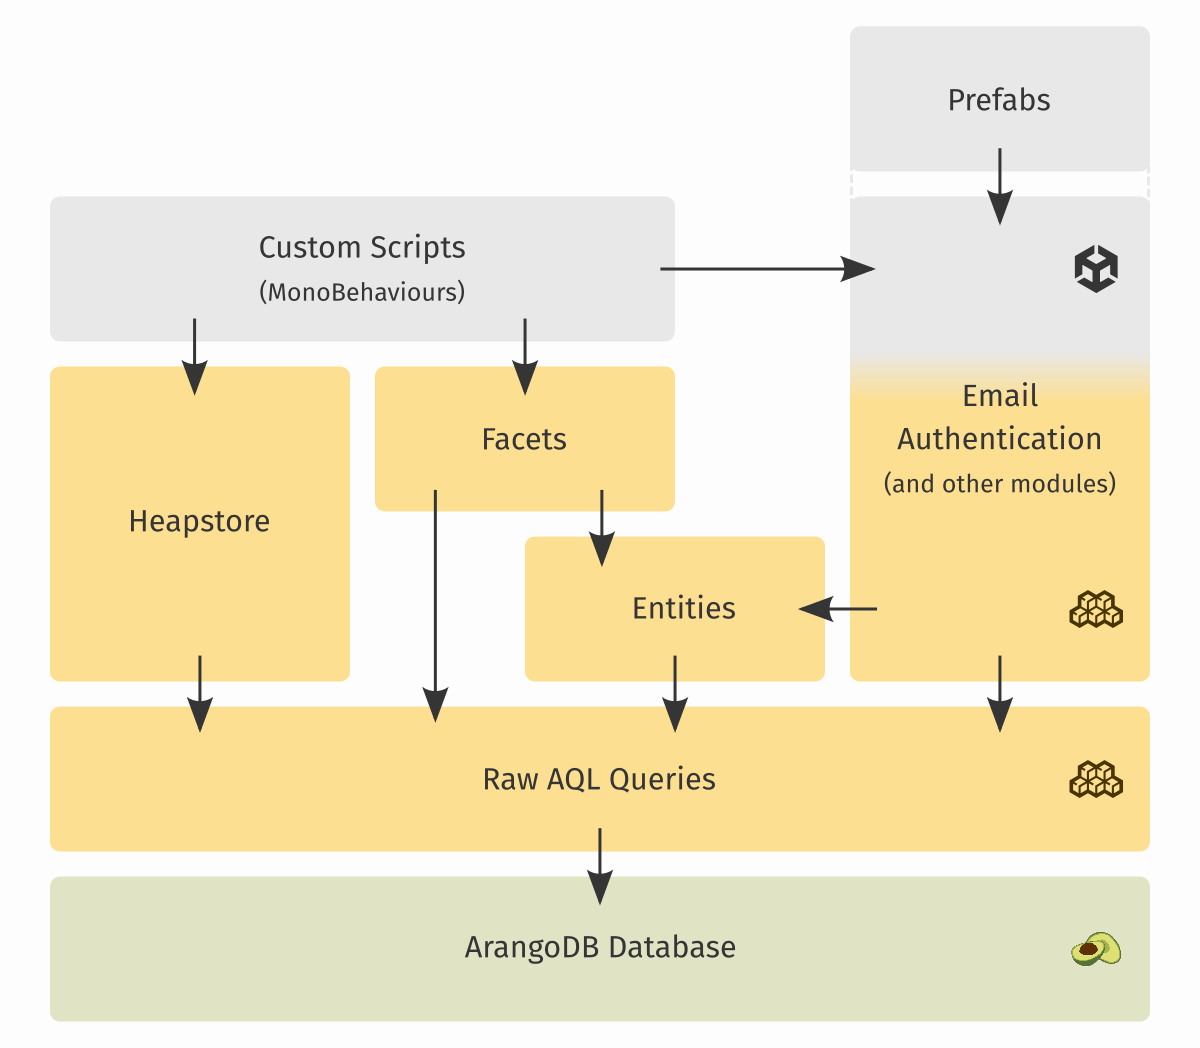 Prefabs
Custom Scripts
(MonoBehaviours)
Email
Authentication
(and other modules)
Facets
Heapstore
Entities
Raw AQL Queries
ArangoDB Database